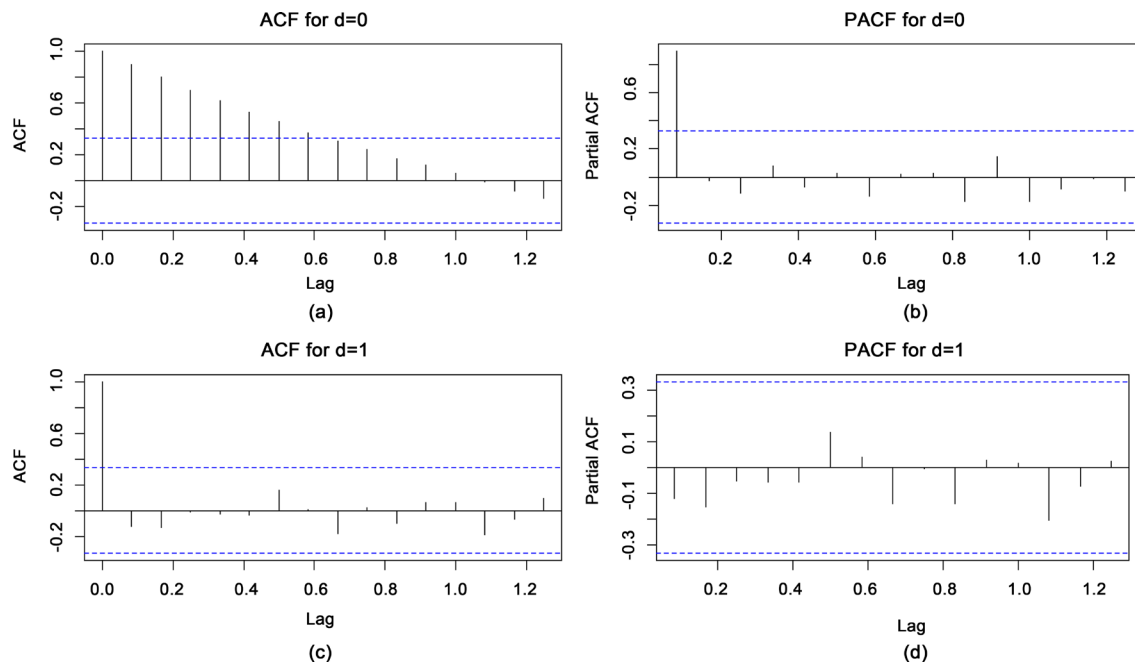 ACF for d=0
ACF
1.0
0.6
0.2
-0.2
0.0 0.2 0.4 0.6 0.8 1.0 1.2
Lag
(a)
PACF for d=0
Partial ACF
0.6
0.2
-0.2
0.2 0.4 0.6 0.8 1.0 1.2
Lag
(b)
ACF for d=1
ACF
1.0
0.6
0.2
-0.2
0.0 0.2 0.4 0.6 0.8 1.0 1.2
Lag
(c)
PACF for d=1
Partial ACF
0.3
0.1
-0.1
-0.3
0.2 0.4 0.6 0.8 1.0 1.2
Lag
(d)